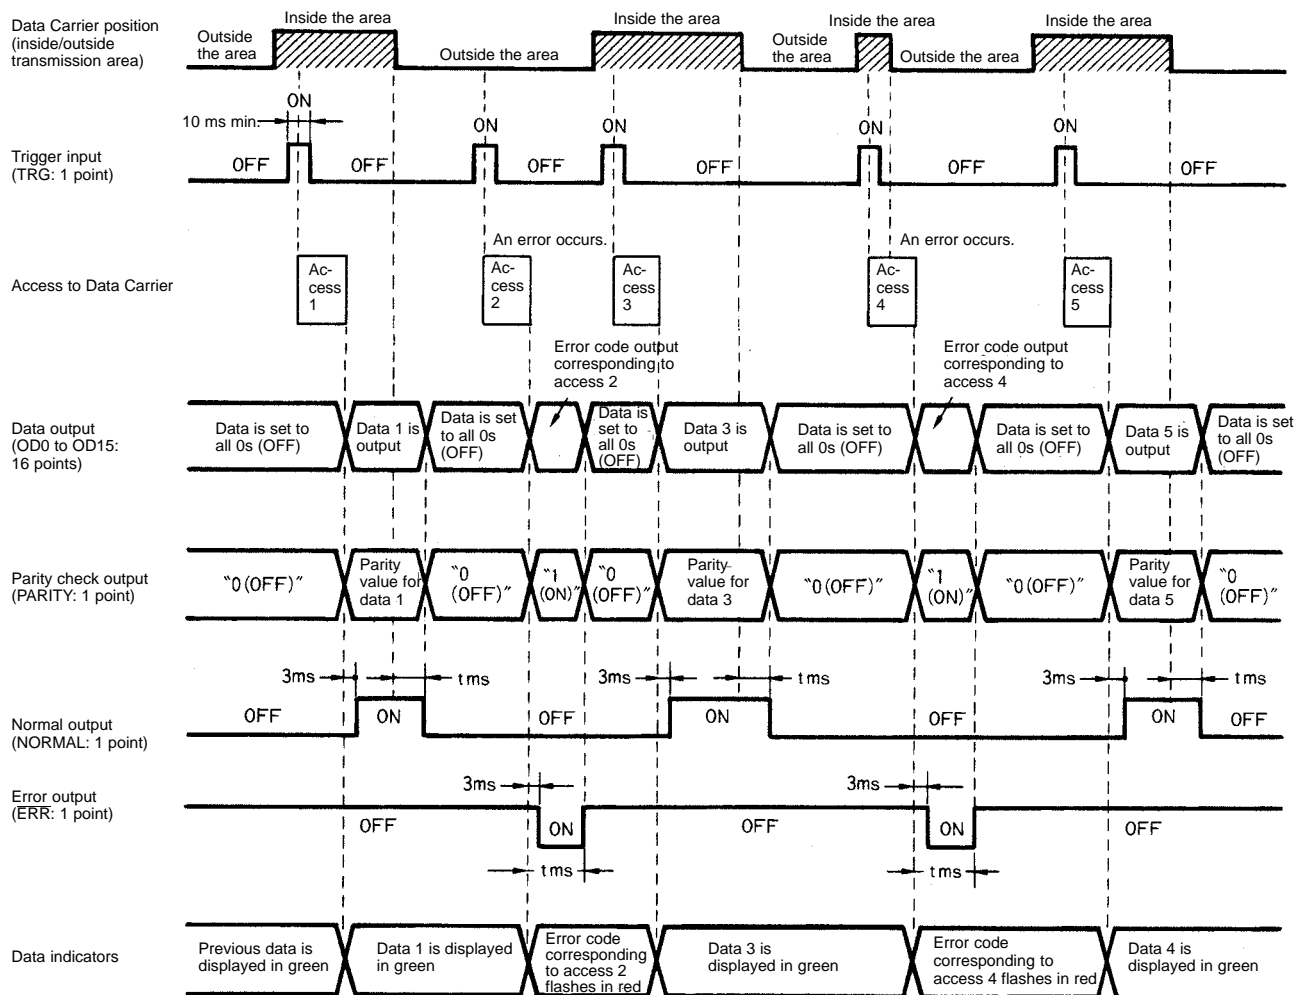 Data Carrier position
(inside/outside
transmission area)
Outside
the area
Inside the area
Outside the area
Inside the area
Outside
the area
Inside the area
Outside the area
Inside the area
10 ms min.
ON
ON
ON
ON
ON
Trigger input
(TRG: 1 point)
OFF
OFF
OFF
OFF
OFF
OFF
An error occurs.
An error occurs.
Access to Data Carrier
Ac-
cess
1
Ac-
cess
2
Ac-
cess
3
Ac-
cess
4
Ac-
cess
5
Error code output
corresponding to
access 2
Error code output
corresponding to
access 4
Data output
(OD0 to OD15:
16 points)
Data is set to
all 0s (OFF)
Data 1 is
output
Data is set
to all 0s
(OFF)
Data is
set to
all 0s
(OFF)
Data 3 is
output
Data is set to
all 0s (OFF)
Data is set to
all 0s (OFF)
Data 5 is
output
Data is set
to all 0s
(OFF)
Parity check output
(PARITY: 1 point)
"0(OFF)"
Parity
value for
data 1
"0
(OFF)"
"1
(ON)"
"0
(OFF)"
Parity
value for
data 3
"0(OFF)"
"1
(ON)"
"0(OFF)"
Parity
value for
data 5
"0
(OFF)"
3ms
t ms
3ms
t ms
3ms
t ms
Normal output
(NORMAL: 1 point)
OFF
ON
OFF
ON
OFF
ON
OFF
3ms
3ms
Error output
(ERR: 1 point)
OFF
ON
OFF
ON
OFF
t ms
t ms
Data indicators
Previous data is
displayed in green
Data 1 is displayed
in green
Error code
corresponding
to access 2
flashes in red
Data 3 is
displayed in green
Error code
corresponding to
access 4 flashes in red
Data 4 is
displayed in green